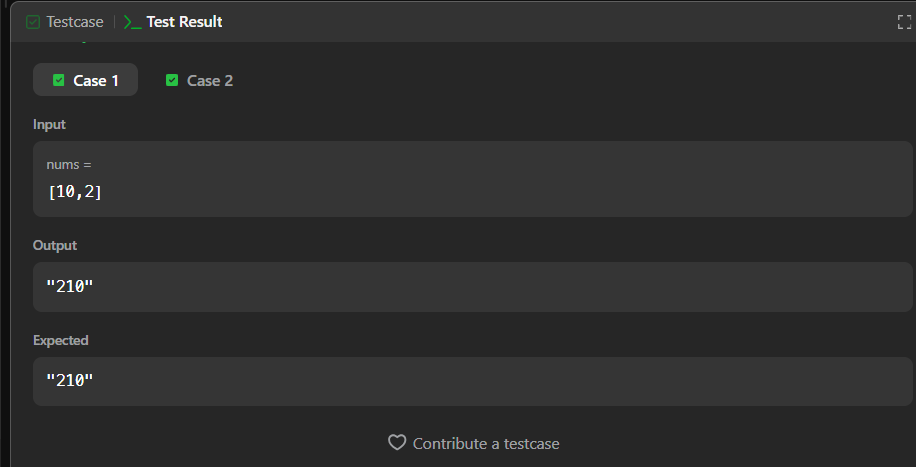 Testcase | >_ Test Result
Case 1 Case 2
Input
nums =
[10,2]
Output
"210"
Expected
"210"
Contribute a testcase